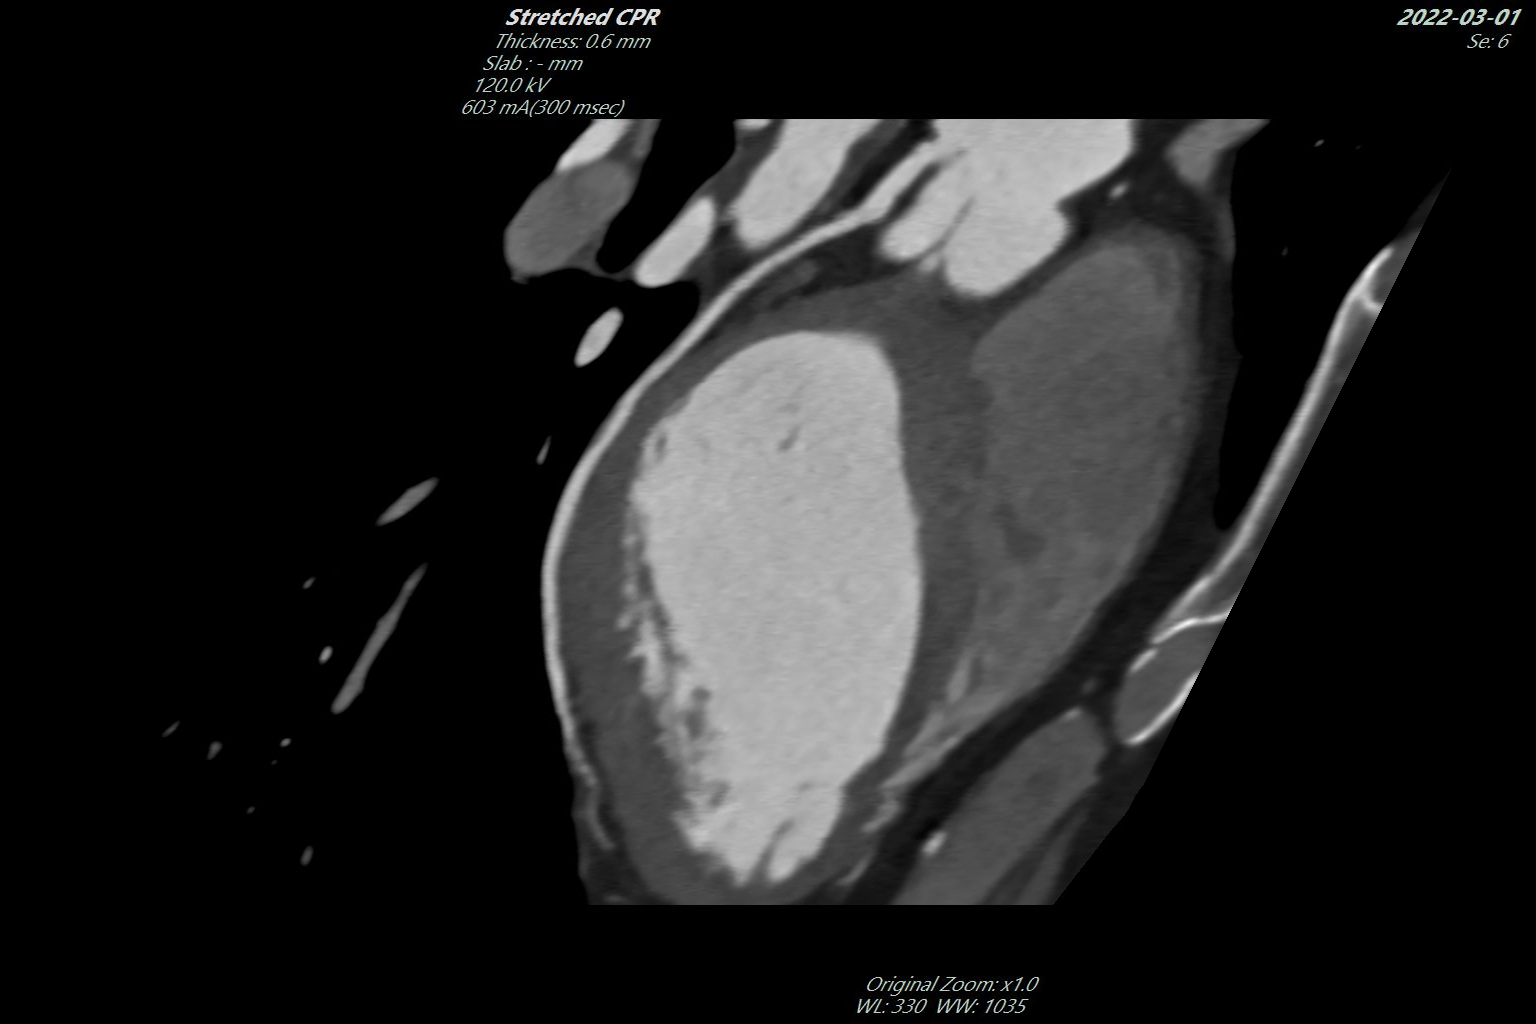 Stretched CPR
Thickness: 0.6 mm
Slab : - mm
120.0 kV
603 mA(300 msec)
2022-03-01
Se: 6
Original Zoom: x1.0
WL: 330 WW: 1035